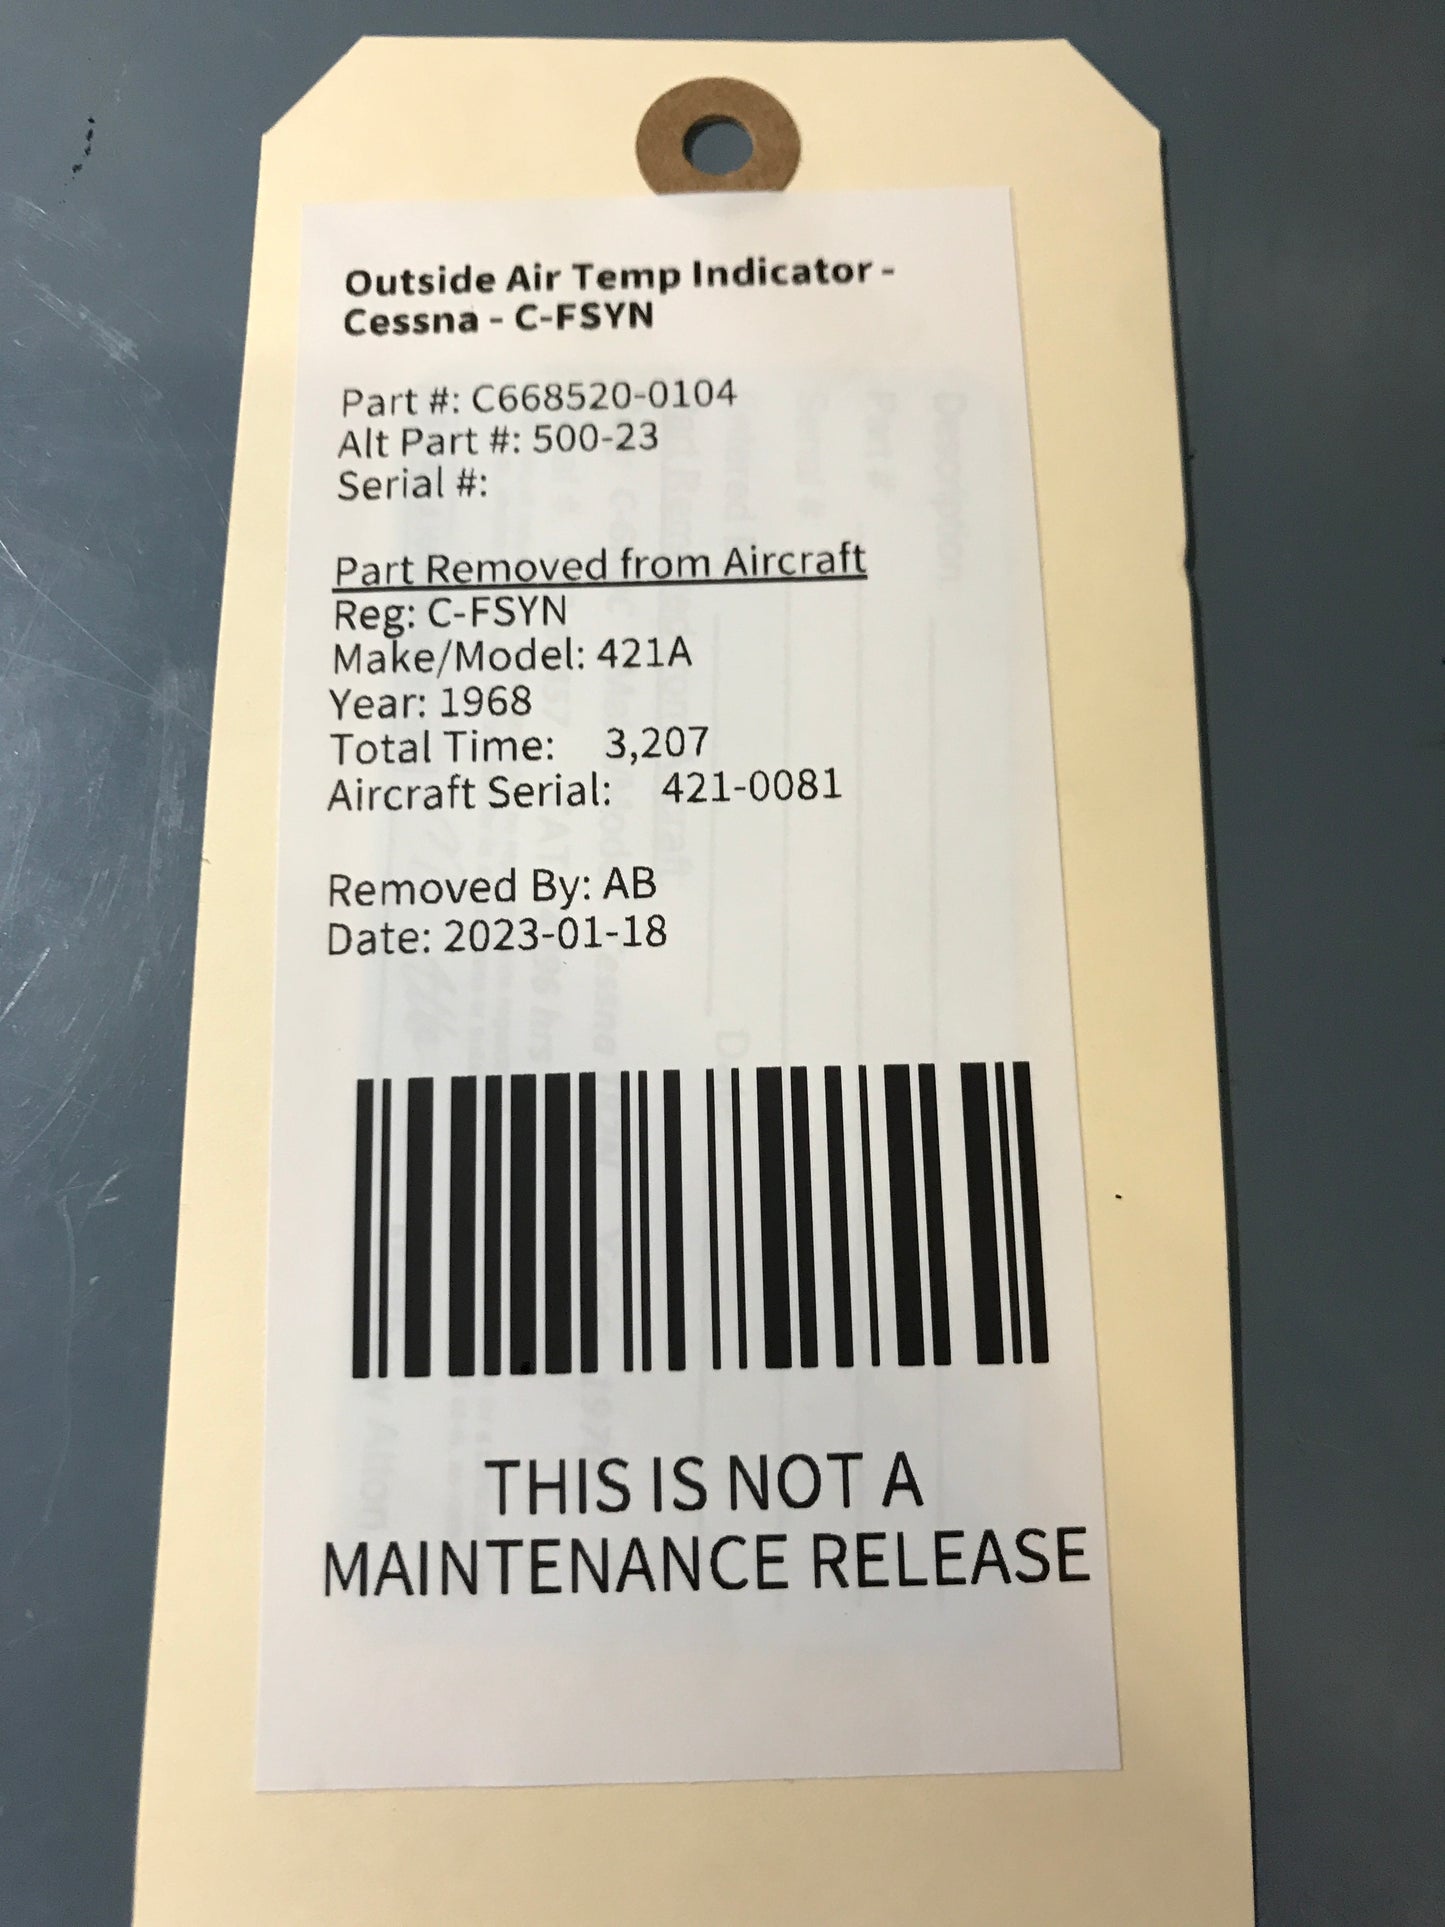 Outside Air Temp Indicator -
Cessna - C-FSYN
Part #: C668520-0104
Alt Part #: 500-23
Serial #:
Part Removed from Aircraft
Reg: C-FSYN
Make/Model: 421A
Year: 1968
Total Time: 3,207
Aircraft Serial: 421-0081
Removed By: AB
Date: 2023-01-18
THIS IS NOT A
MAINTENANCE RELEASE